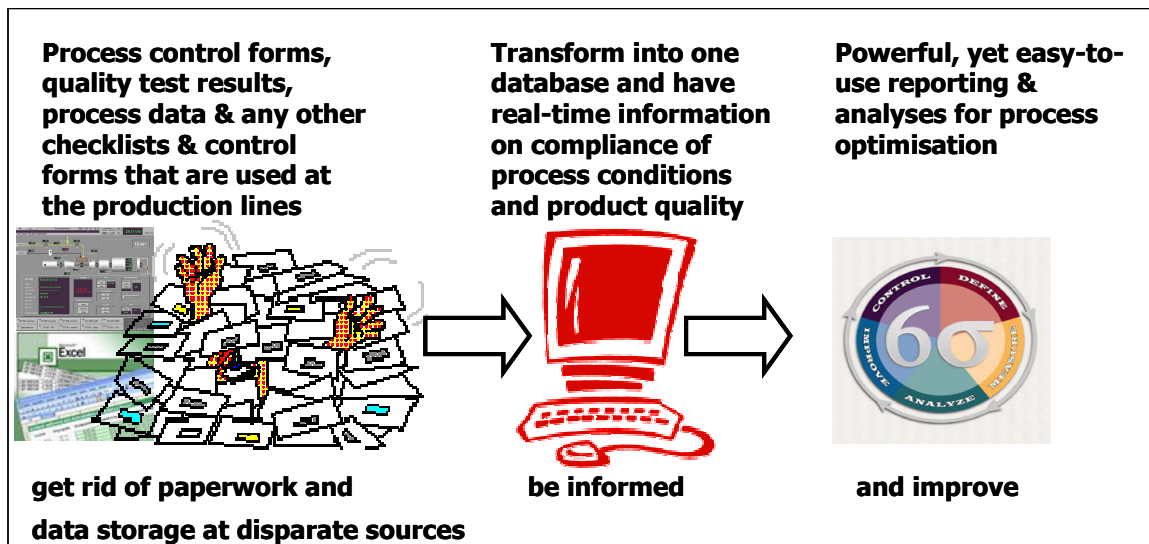 Process control forms,
quality test results,
process data & any other
checklists & control
forms that are used at
the production lines
Transform into one
database and have
real-time information
on compliance of
process conditions
and product quality
Powerful, yet easy-to-
use reporting &
analyses for process
optimisation
Excel
CONTROL
DEFINE
MEASURE
ANALYZE
IMPROVE
6σ
get rid of paperwork and
data storage at disparate sources
be informed
and improve